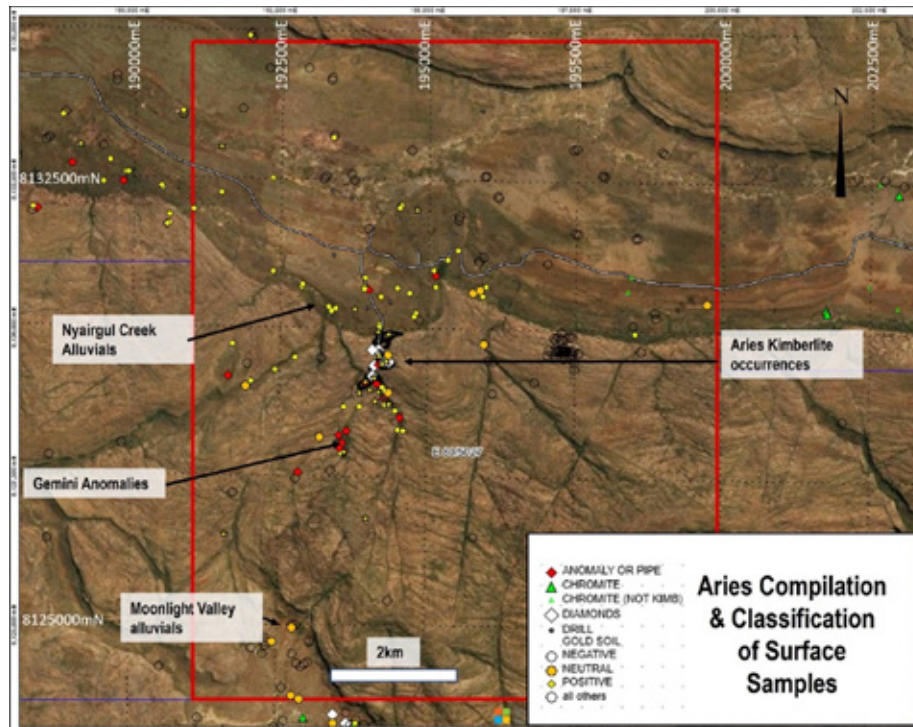 190000mE
192500mE
195000mE
195500mE
200000mE
202500mE
N
8132500mN
Nyairgul Creek
Alluvials
Aries Kimberlite
occurrences
Gemini Anomalies
Moonlight Valley
alluvials
8125000mN
2km
ANOMALY OR PIPE
CHROMITE
CHROMITE (NOT KIMB)
DIAMONDS
DRILL
GOLD SOIL
NEGATIVE
NEUTRAL
POSITIVE
all others
Aries Compilation
& Classification
of Surface
Samples